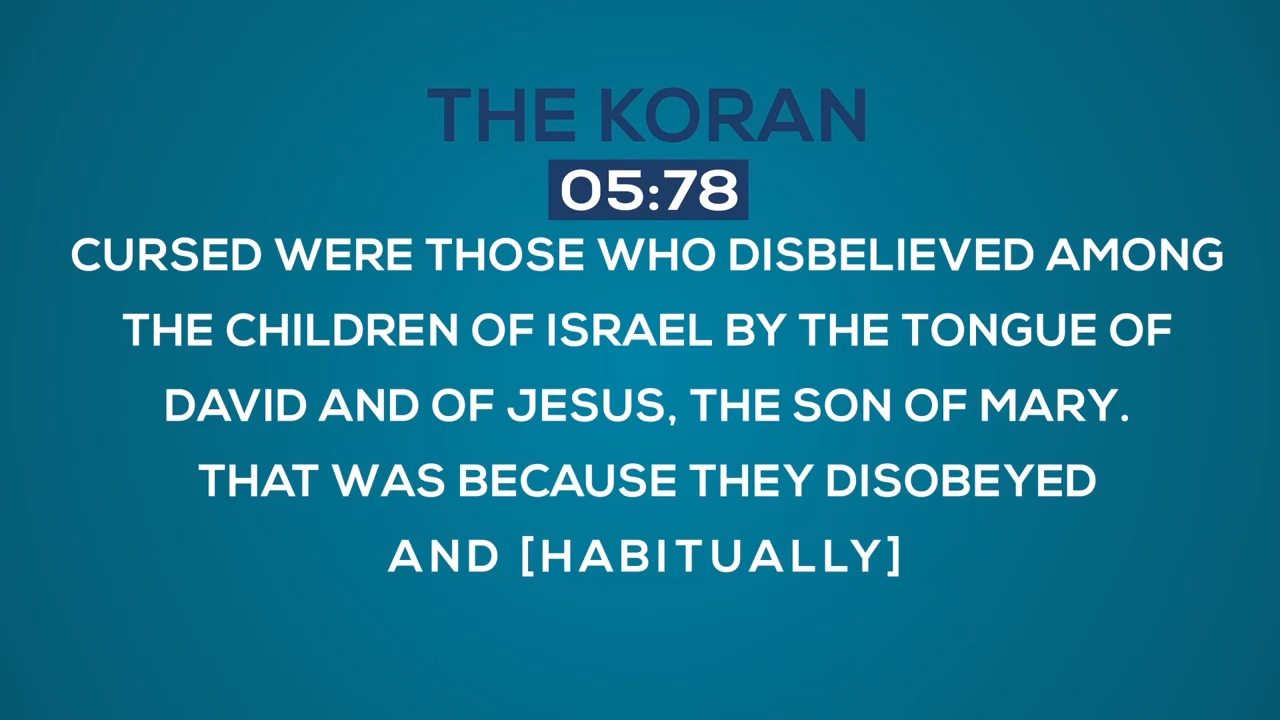 THE KORAN
05:78
CURSED WERE THOSE WHO DISBELIEVED AMONG
THE CHILDREN OF ISRAEL BY THE TONGUE OF
DAVID AND OF JESUS, THE SON OF MARY.
THAT WAS BECAUSE THEY DISOBEYED
AND [HABITUALLY]